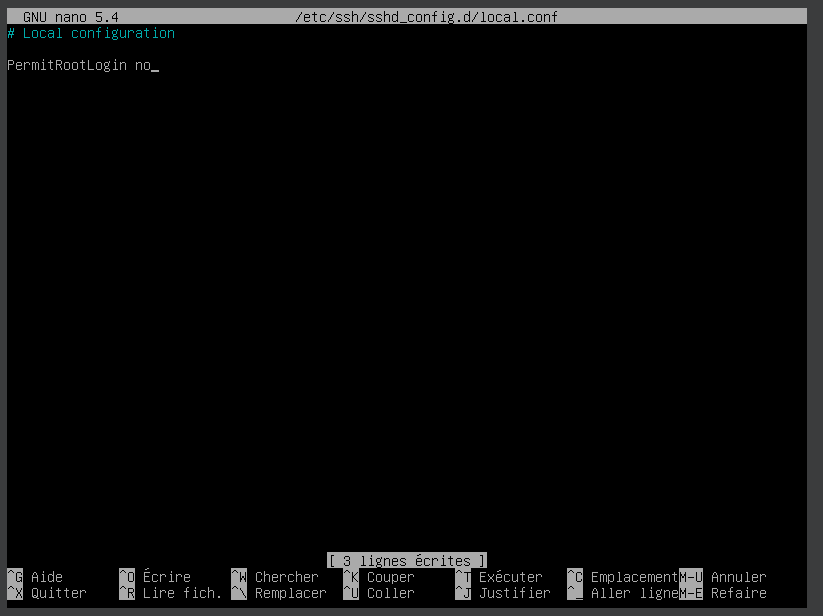 GNU nano 5.4 /etc/ssh/sshd_config.d/local.conf
# Local configuration
PermitRootLogin no_
[ 3 lignes écrites ]
^G Aide ^O Écrire ^W Chercher ^K Couper ^T Exécuter ^C Emplacement M-U Annuler
^X Quitter ^R Lire fich. ^\ Remplacer ^U Coller ^J Justifier ^_ Aller ligne M-E Refaire